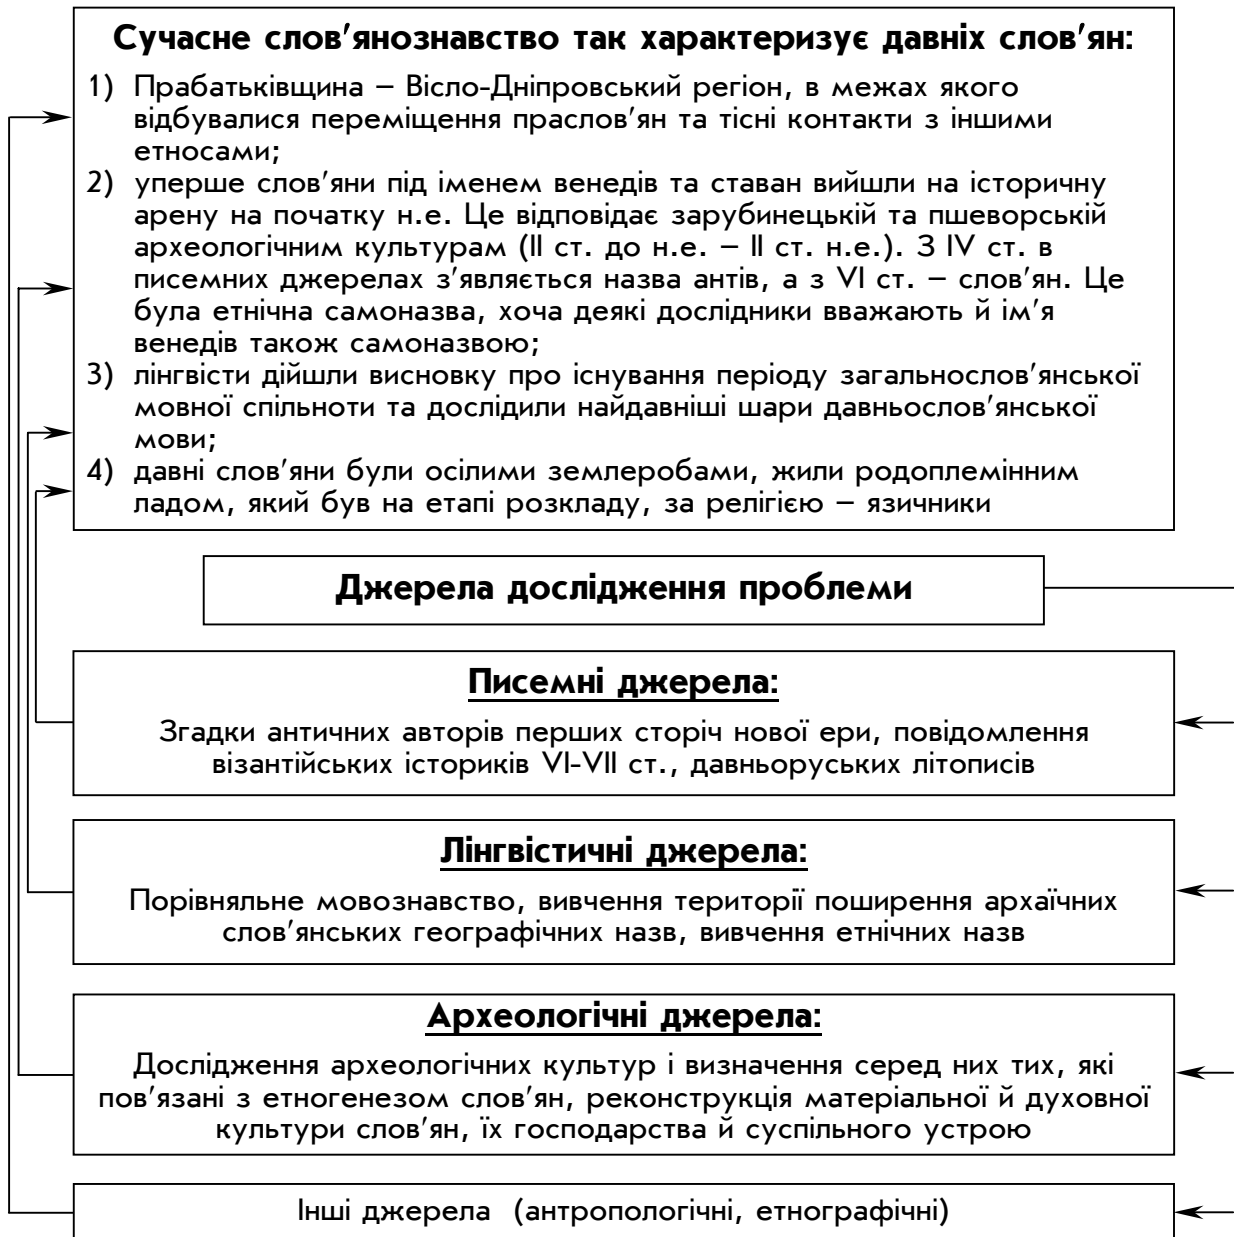 Сучасне слов'янознавство так характеризує давніх слов'ян:
1) Прабатьківщина – Вісло-Дніпровський регіон, в межах якого
відбувалися переміщення праслов'ян та тісні контакти з іншими
етносами;
2) уперше слов'яни під іменем венедів та ставан вийшли на історичну
арену на початку н.е. Це відповідає зарубинецькій та пшеворській
археологічним культурам (II ст. до н.е. – II ст. н.е.). З IV ст. в
писемних джерелах з'являється назва антів, а з VI ст. – слов'ян. Це
була етнічна самоназва, хоча деякі дослідники вважають й ім'я
венедів також самоназвою;
3) лінгвісти дійшли висновку про існування періоду загальнослов'янської
мовної спільноти та дослідили найдавніші шари давньослов'янської
мови;
4) давні слов'яни були осілими землеробами, жили родоплемінним
ладом, який був на етапі розкладу, за релігією – язичники
Джерела дослідження проблеми
Писемні джерела:
Згадки античних авторів перших сторіч нової ери, повідомлення
візантійських істориків VI-VII ст., давньоруських літописів
Лінгвістичні джерела:
Порівняльне мовознавство, вивчення території поширення архаїчних
слов'янських географічних назв, вивчення етнічних назв
Археологічні джерела:
Дослідження археологічних культур і визначення серед них тих, які
пов'язані з етногенезом слов'ян, реконструкція матеріальної й духовної
культури слов'ян, їх господарства й суспільного устрою
Інші джерела (антропологічні, етнографічні)